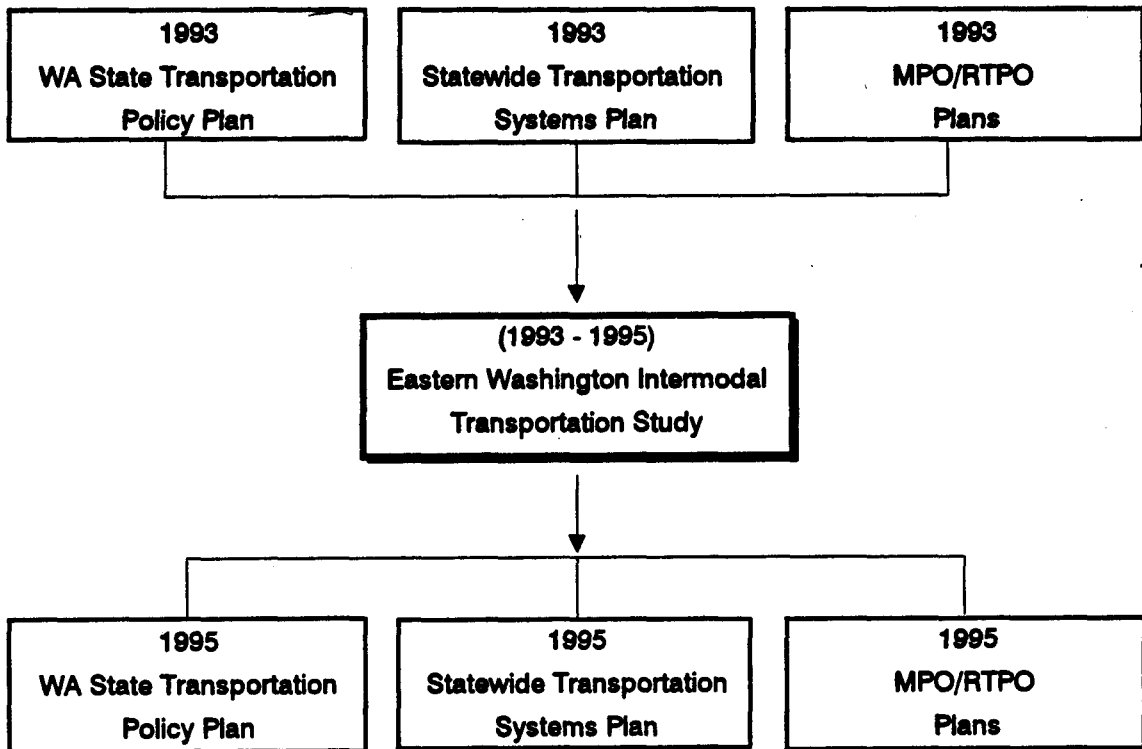 1993
WA State Transportation
Policy Plan
1993
Statewide Transportation
Systems Plan
1993
MPO/RTPO
Plans
(1993 - 1995)
Eastern Washington Intermodal
Transportation Study
1995
WA State Transportation
Policy Plan
1995
Statewide Transportation
Systems Plan
1995
MPO/RTPO
Plans